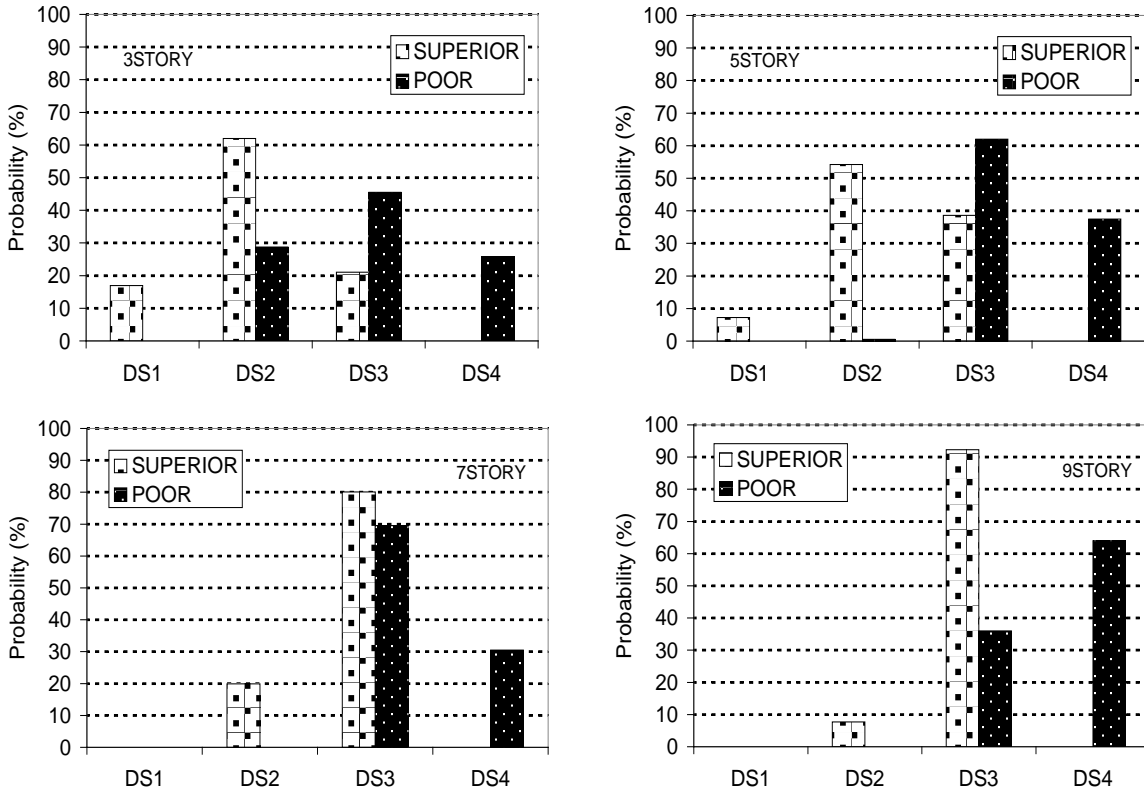 Probability (%)
100
90
80
70
60
50
40
30
20
10
0
3STORY
SUPERIOR
POOR
DS1 DS2 DS3 DS4
Probability (%)
100
90
80
70
60
50
40
30
20
10
0
5STORY
SUPERIOR
POOR
DS1 DS2 DS3 DS4
Probability (%)
100
90
80
70
60
50
40
30
20
10
0
SUPERIOR
POOR
7STORY
DS1 DS2 DS3 DS4
Probability (%)
100
90
80
70
60
50
40
30
20
10
0
SUPERIOR
POOR
9STORY
DS1 DS2 DS3 DS4